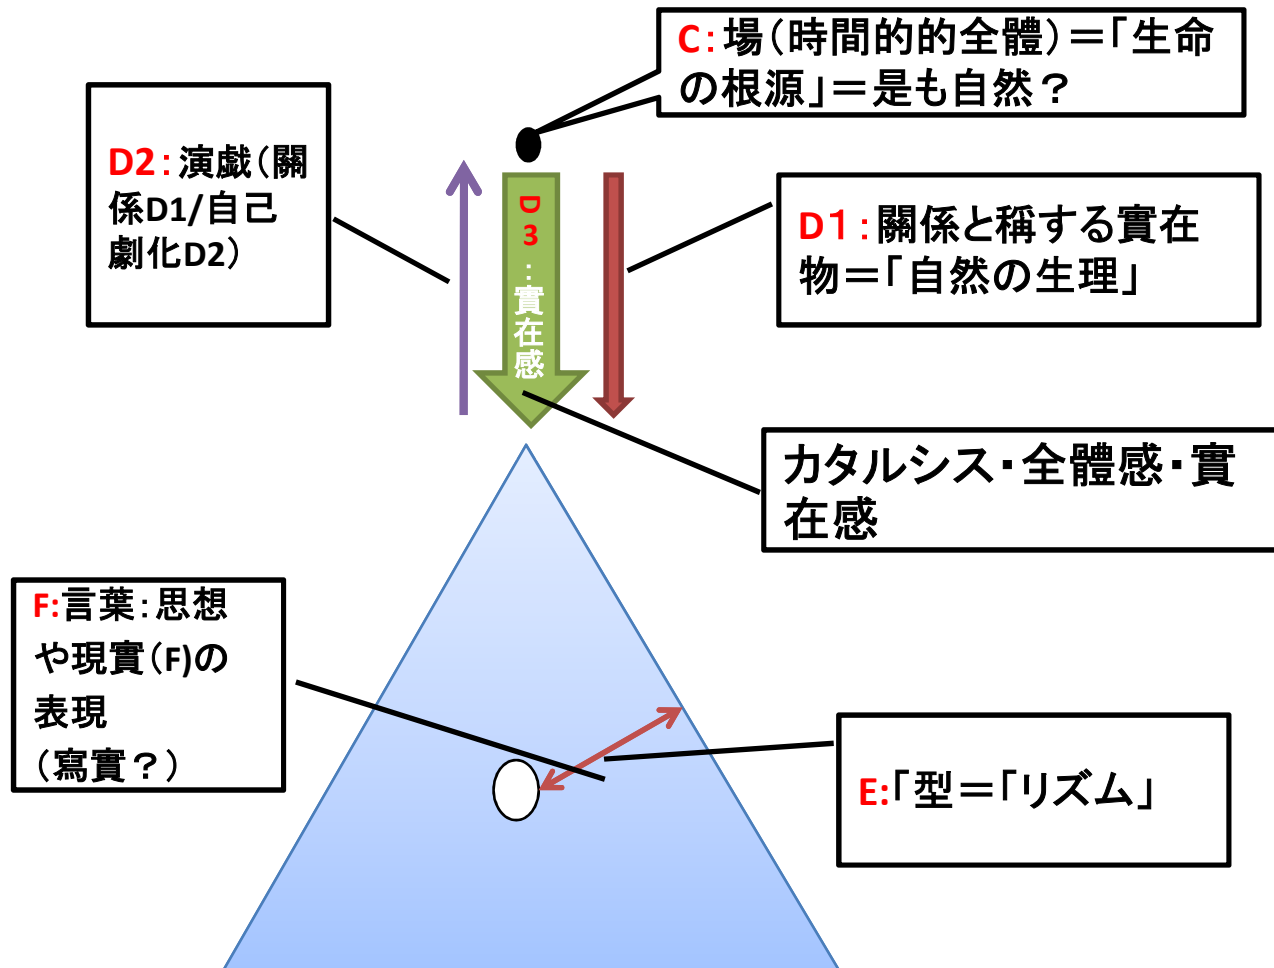 C:場(時間的的全體)＝「生命
の根源」＝是も自然？
D2:演戯(關
係D1/自己
劇化D2)
D3:實在感
D１:關係と稱する實在
物＝「自然の生理」
カタルシス・全體感・實
在感
F:言葉:思想
や現實(F)の
表現
(寫實？)
E:「型＝「リズム」